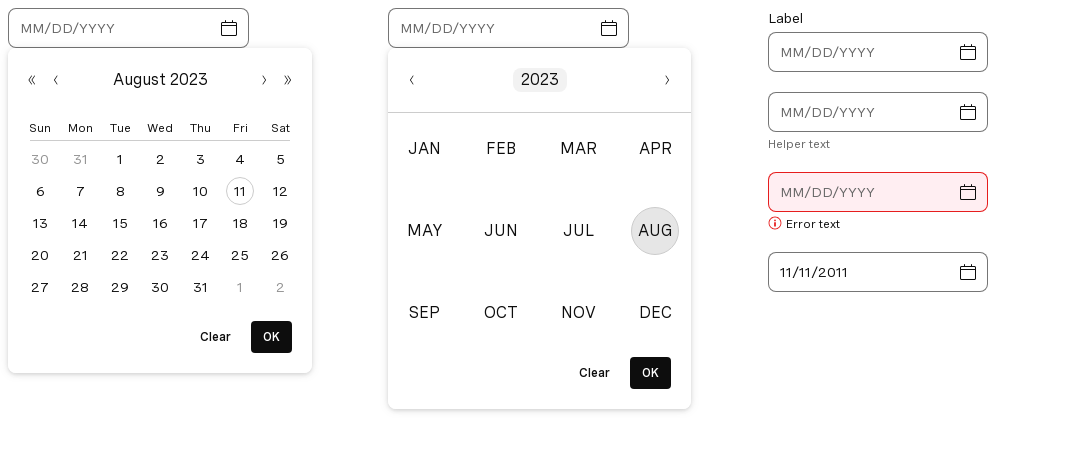 MM/DD/YYYY
« ‹ August 2023 › »
Sun Mon Tue Wed Thu Fri Sat
30 31 1 2 3 4 5
6 7 8 9 10 11 12
13 14 15 16 17 18 19
20 21 22 23 24 25 26
27 28 29 30 31 1 2
Clear OK
MM/DD/YYYY
‹ 2023 ›
JAN FEB MAR APR
MAY JUN JUL AUG
SEP OCT NOV DEC
Clear OK
Label
MM/DD/YYYY
MM/DD/YYYY
Helper text
MM/DD/YYYY
Error text
11/11/2011